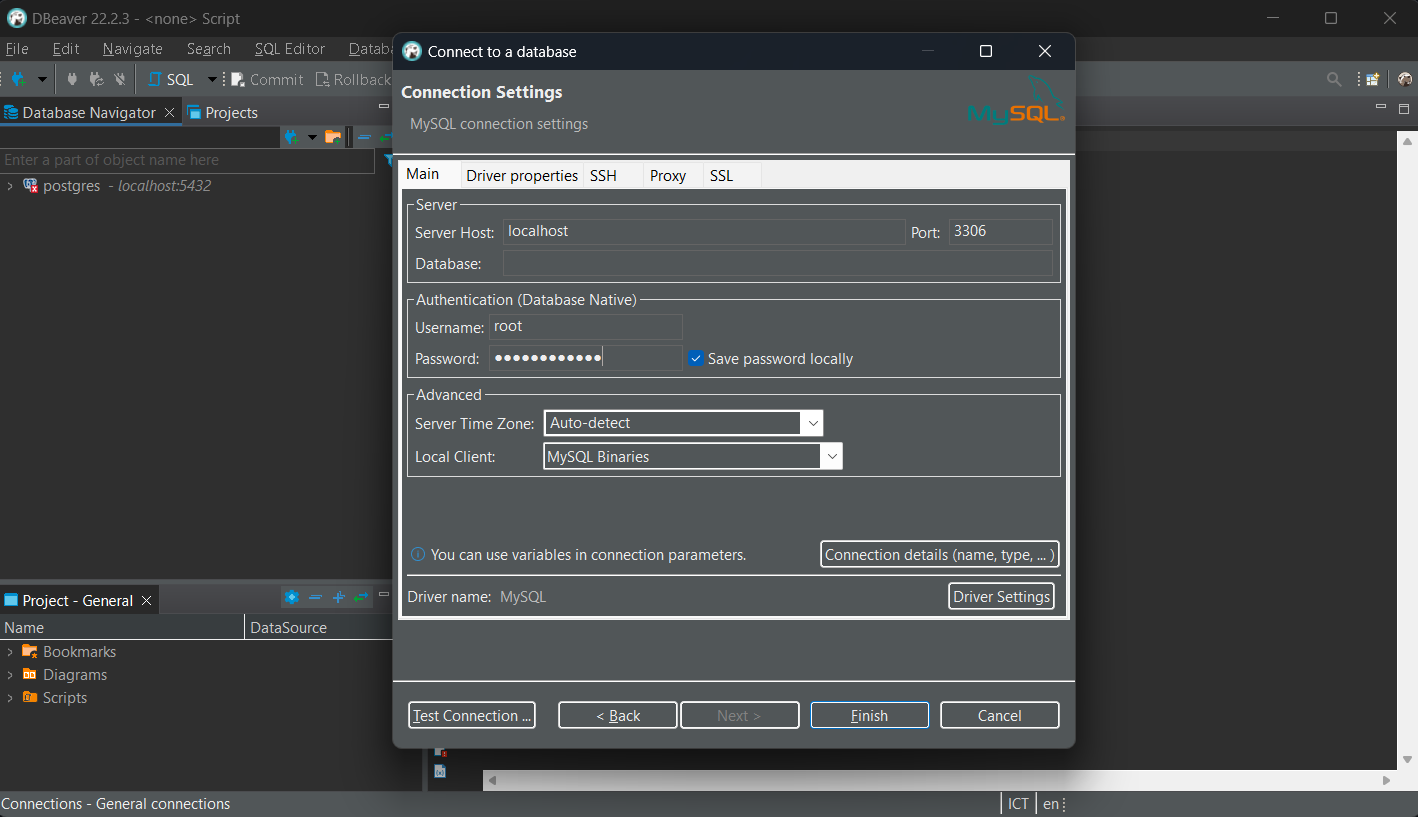 DBeaver 22.2.3 - <none> Script
File Edit Navigate Search SQL Editor Databa
SQL Commit Rollback
Database Navigator Projects
Enter a part of object name here
postgres - localhost:5432
Connect to a database
Connection Settings
MySQL connection settings
MySQL®
Main Driver properties SSH Proxy SSL
Server
Server Host: localhost Port: 3306
Database:
Authentication (Database Native)
Username: root
Password: ●●●●●●●●●●●● Save password locally
Advanced
Server Time Zone: Auto-detect
Local Client: MySQL Binaries
You can use variables in connection parameters. Connection details (name, type, ... )
Driver name: MySQL Driver Settings
Test Connection ... < Back Next > Finish Cancel
Project - General
Name DataSource
Bookmarks
Diagrams
Scripts
Connections - General connections ICT en